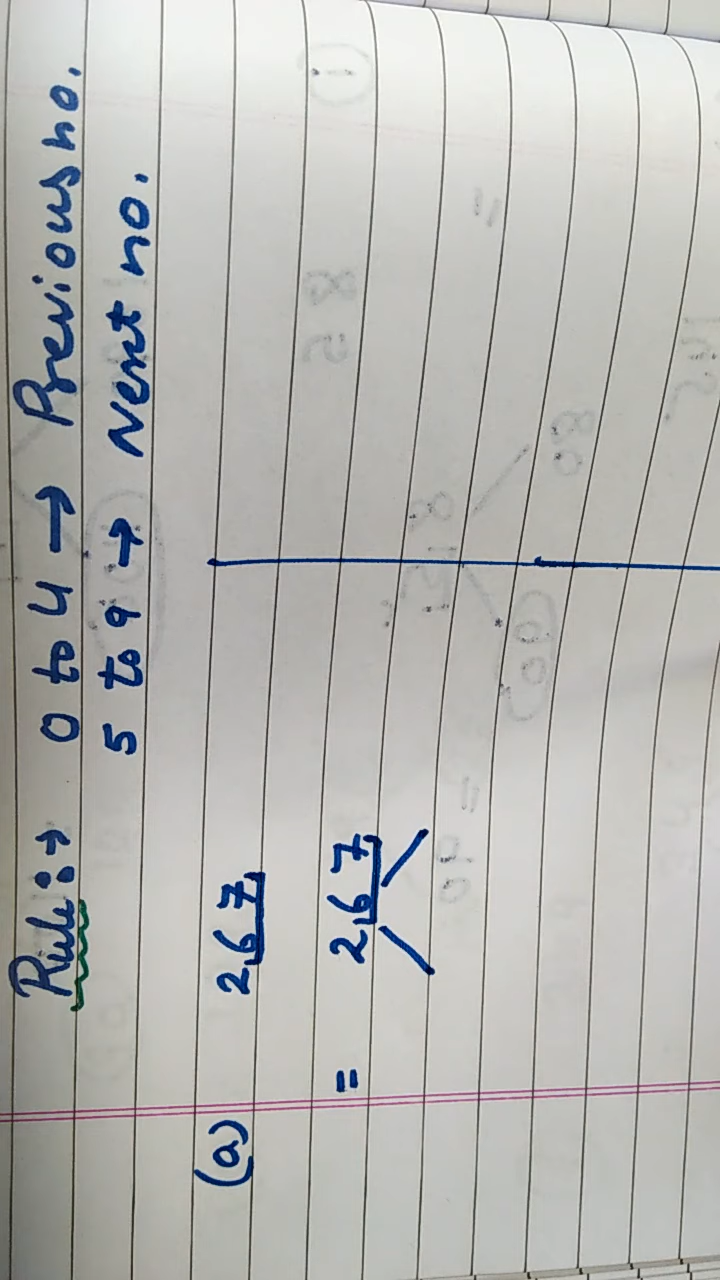 Rule:→ 0 to 4 → Previous no.
5 to 9 → Next no.
(a) 267
= 267